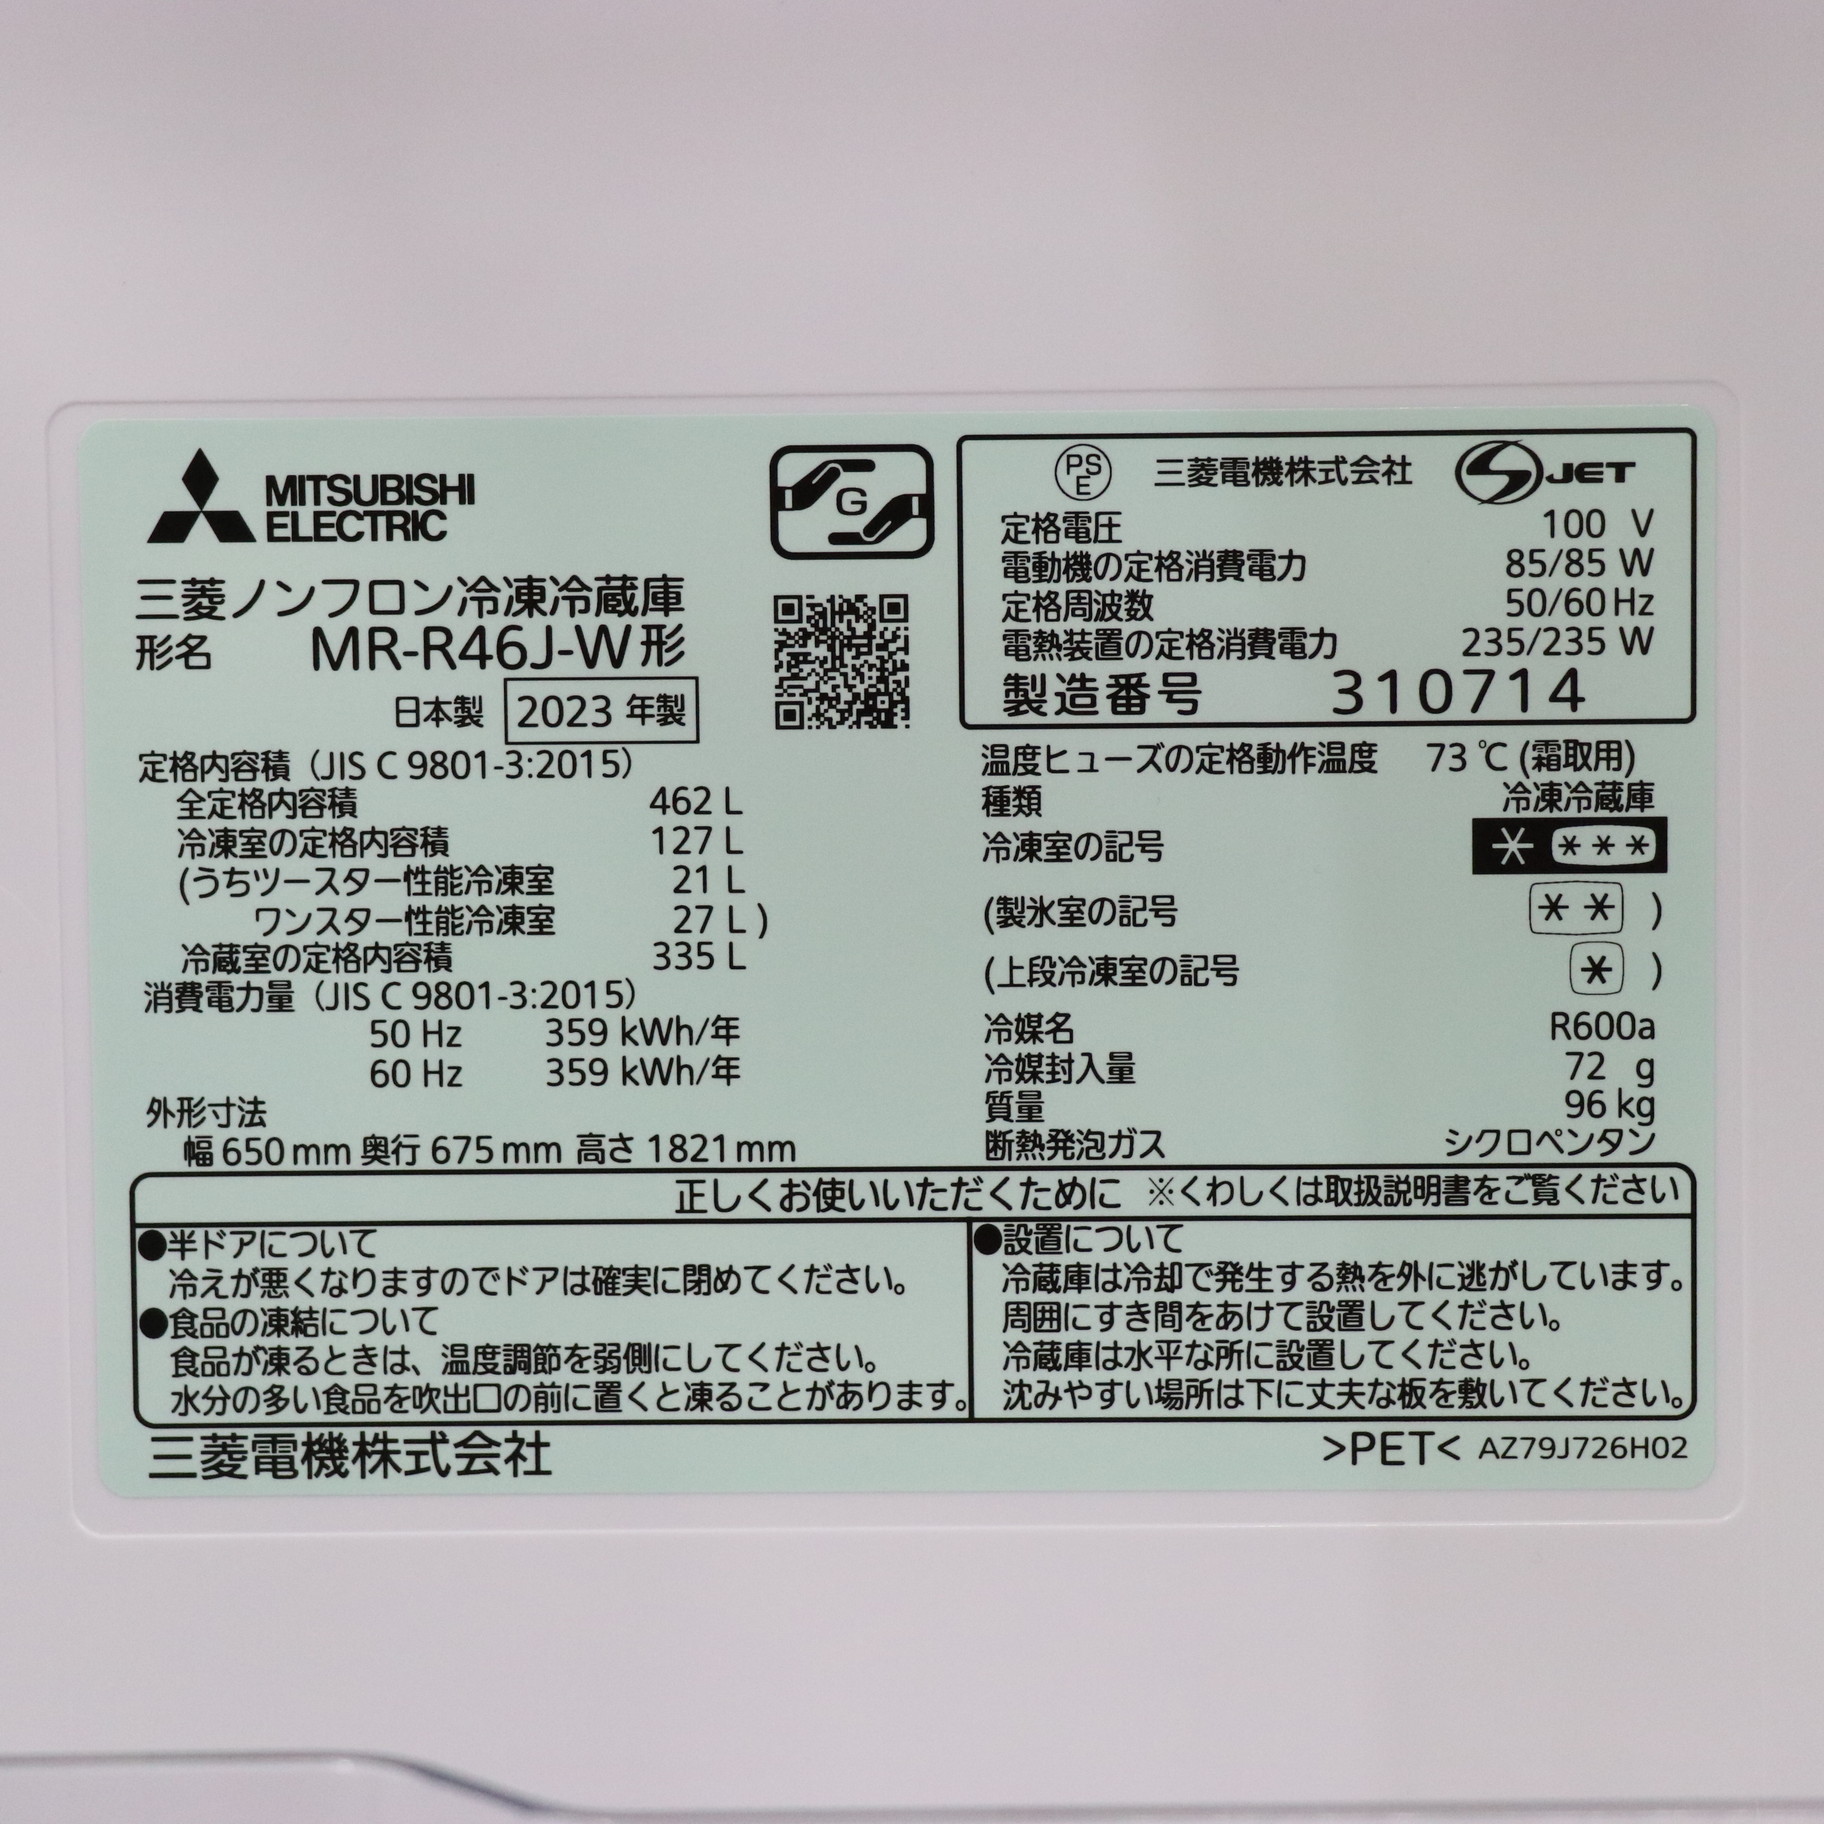 MITSUBISHI
ELECTRIC
G
三菱ノンフロン冷凍冷蔵庫
形名 MR-R46J-W形
日本製 2023 年製
定格内容積（JIS C 9801-3:2015）
全定格内容積 462 L
冷凍室の定格内容積 127 L
(うちツースター性能冷凍室 21 L
ワンスター性能冷凍室 27 L )
冷蔵室の定格内容積 335 L
消費電力量（JIS C 9801-3:2015）
50 Hz 359 kWh/年
60 Hz 359 kWh/年
外形寸法
幅 650 mm 奥行 675 mm 高さ 1821 mm
PS
E 三菱電機株式会社 S JET
定格電圧 100 V
電動機の定格消費電力 85/85 W
定格周波数 50/60 Hz
電熱装置の定格消費電力 235/235 W
製造番号 310714
温度ヒューズの定格動作温度 73 ℃ (霜取用)
種類 冷凍冷蔵庫
冷凍室の記号 * ***
(製氷室の記号 ** )
(上段冷凍室の記号 * )
冷媒名 R600a
冷媒封入量 72 g
質量 96 kg
断熱発泡ガス シクロペンタン
正しくお使いいただくために ※くわしくは取扱説明書をご覧ください
●半ドアについて
冷えが悪くなりますのでドアは確実に閉めてください。
●食品の凍結について
食品が凍るときは、温度調節を弱側にしてください。
水分の多い食品を吹出口の前に置くと凍ることがあります。
●設置について
冷蔵庫は冷却で発生する熱を外に逃がしています。
周囲にすき間をあけて設置してください。
冷蔵庫は水平な所に設置してください。
沈みやすい場所は下に丈夫な板を敷いてください。
三菱電機株式会社
>PET< AZ79J726H02